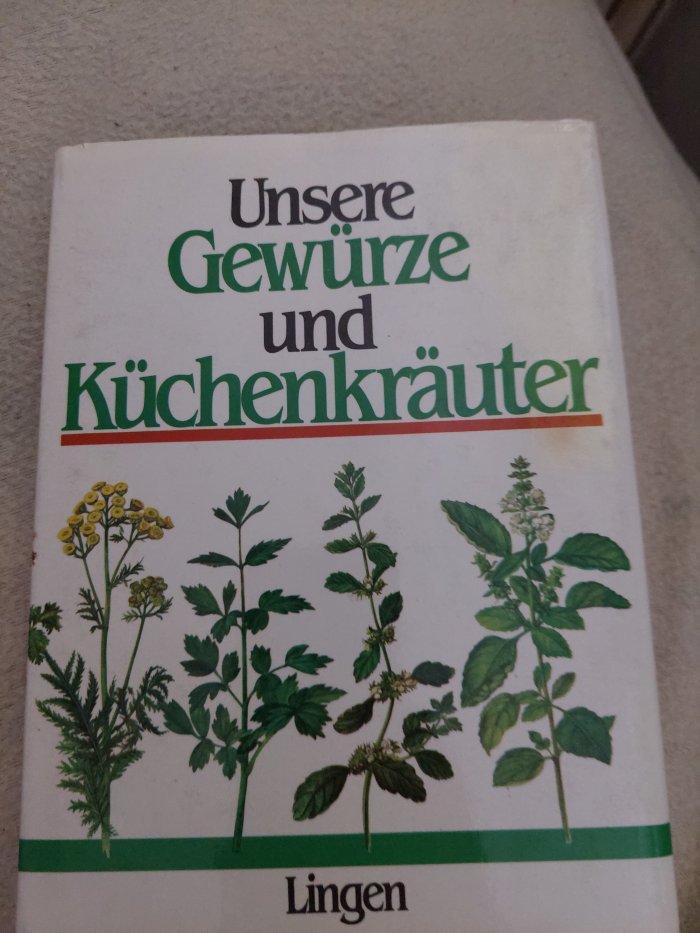 Unsere
Gewürze
und
Küchenkräuter
Lingen